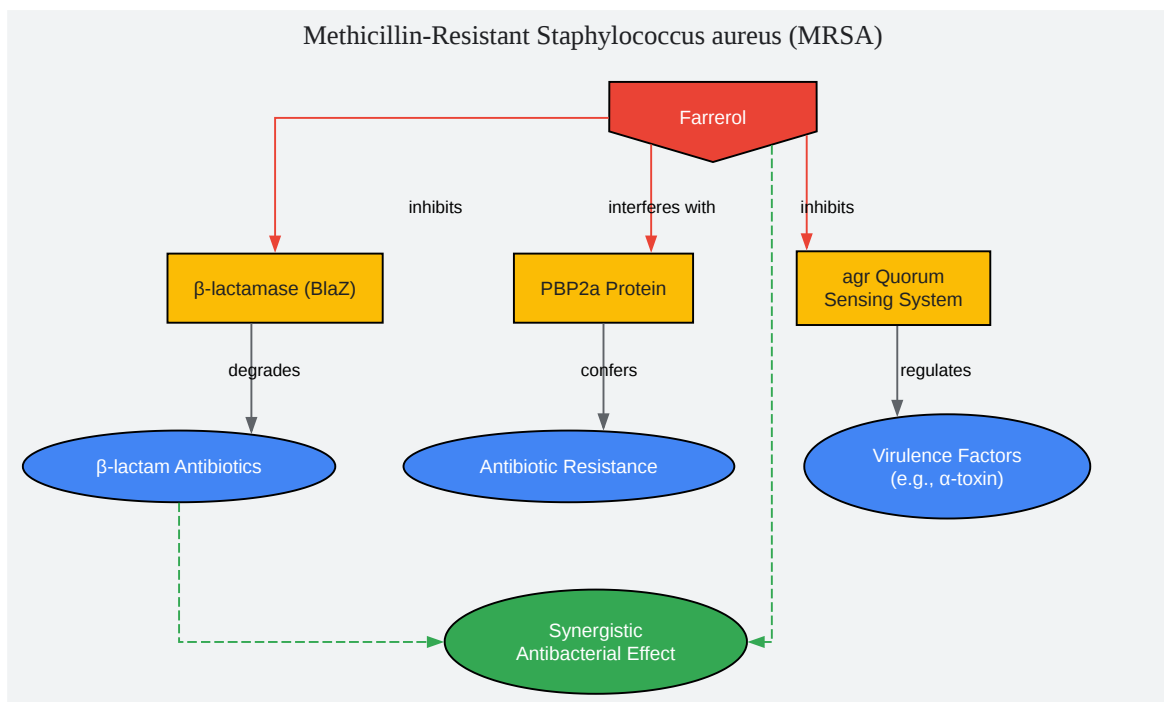 Methicillin-Resistant Staphylococcus aureus (MRSA)
Farrerol
inhibits
interferes with
inhibits
β-lactamase (BlaZ)
PBP2a Protein
agr Quorum
Sensing System
degrades
confers
regulates
β-lactam Antibiotics
Antibiotic Resistance
Virulence Factors
(e.g., α-toxin)
Synergistic
Antibacterial Effect